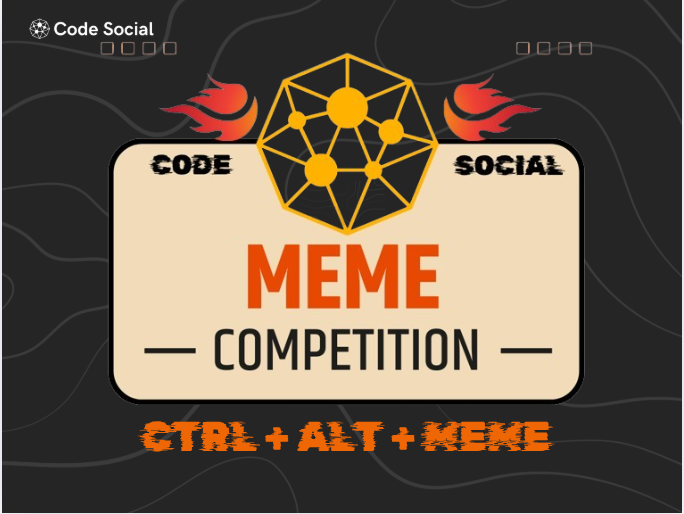 Code Social
CODE SOCIAL
MEME
COMPETITION
CTRL + ALT + MEME